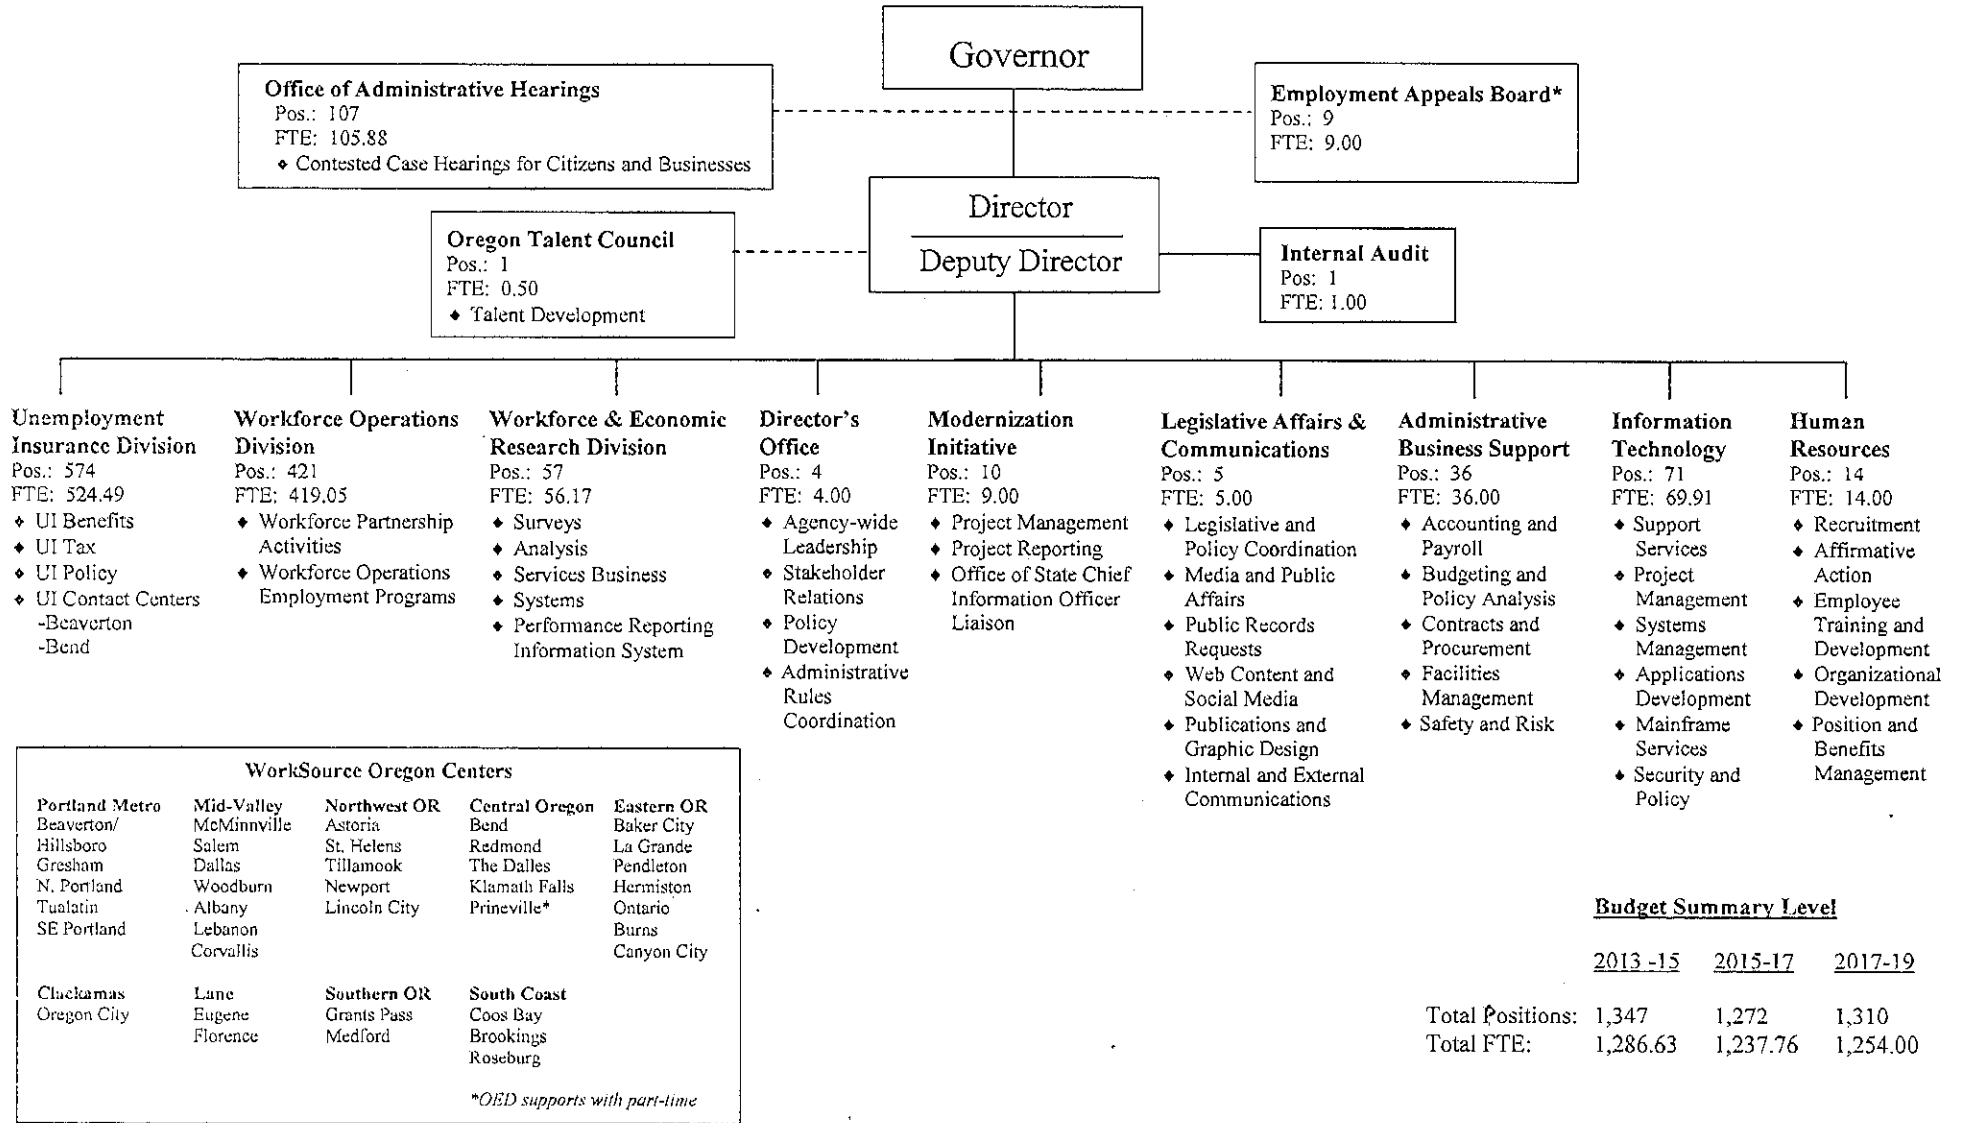 Governor
Office of Administrative Hearings
Pos.: 107
FTE: 105.88
Contested Case Hearings for Citizens and Businesses
Employment Appeals Board*
Pos.: 9
FTE: 9.00
Director
Deputy Director
Oregon Talent Council
Pos.: 1
FTE: 0.50
Talent Development
Internal Audit
Pos: 1
FTE: 1.00
Unemployment
Insurance Division
Pos.: 574
FTE: 524.49
UI Benefits
UI Tax
UI Policy
UI Contact Centers
-Beaverton
-Bend
Workforce Operations
Division
Pos.: 421
FTE: 419.05
Workforce Partnership
Activities
Workforce Operations
Employment Programs
Workforce & Economic
Research Division
Pos.: 57
FTE: 56.17
Surveys
Analysis
Services Business
Systems
Performance Reporting
Information System
Director's
Office
Pos.: 4
FTE: 4.00
Agency-wide
Leadership
Stakeholder
Relations
Policy
Development
Administrative
Rules
Coordination
Modernization
Initiative
Pos.: 10
FTE: 9.00
Project Management
Project Reporting
Office of State Chief
Information Officer
Liaison
Legislative Affairs &
Communications
Pos.: 5
FTE: 5.00
Legislative and
Policy Coordination
Media and Public
Affairs
Public Records
Requests
Web Content and
Social Media
Publications and
Graphic Design
Internal and External
Communications
Administrative
Business Support
Pos.: 36
FTE: 36.00
Accounting and
Payroll
Budgeting and
Policy Analysis
Contracts and
Procurement
Facilities
Management
Safety and Risk
Information
Technology
Pos.: 71
FTE: 69.91
Support
Services
Project
Management
Systems
Management
Applications
Development
Mainframe
Services
Security and
Policy
Human
Resources
Pos.: 14
FTE: 14.00
Recruitment
Affirmative
Action
Employee
Training and
Development
Organizational
Development
Position and
Benefits
Management
WorkSource Oregon Centers
Portland Metro
Beaverton/
Hillsboro
Gresham
N. Portland
Tualatin
SE Portland
Mid-Valley
McMinnville
Salem
Dallas
Woodburn
Albany
Lebanon
Corvallis
Northwest OR
Astoria
St. Helens
Tillamook
Newport
Lincoln City
Central Oregon
Bend
Redmond
The Dalles
Klamath Falls
Prineville*
Eastern OR
Baker City
La Grande
Pendleton
Hermiston
Ontario
Burns
Canyon City
Clackamas
Oregon City
Lane
Eugene
Florence
Southern OR
Grants Pass
Medford
South Coast
Coos Bay
Brookings
Roseburg
*OED supports with part-time
Budget Summary Level
2013 -15 2015-17 2017-19
Total Positions: 1,347 1,272 1,310
Total FTE: 1,286.63 1,237.76 1,254.00